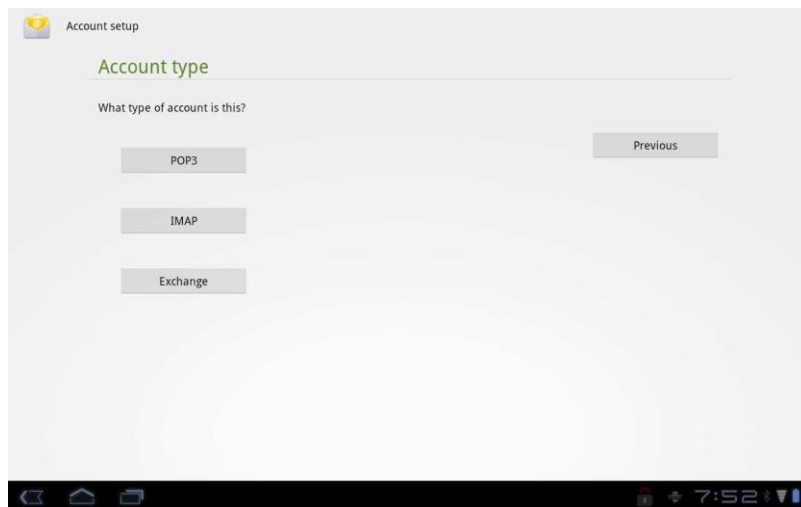 Account setup
Account type
What type of account is this?
Previous
POP3
IMAP
Exchange
7:52